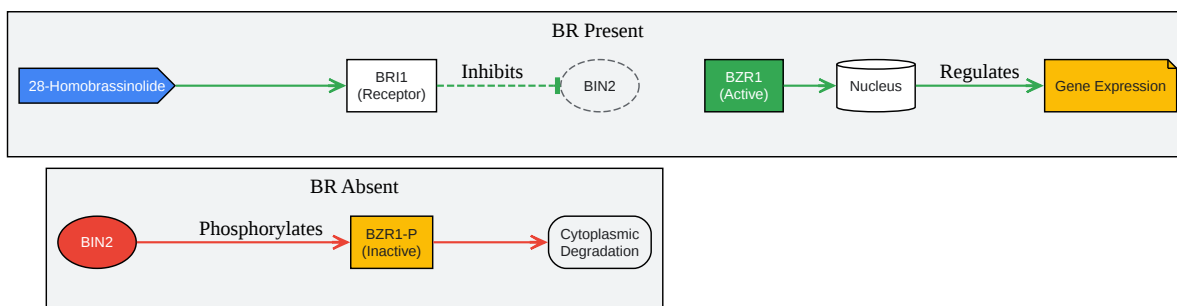 BR Present
28-Homobrassinolide
BRI1
(Receptor)
Inhibits
BIN2
BZR1
(Active)
Nucleus
Regulates
Gene Expression
BR Absent
BIN2
Phosphorylates
BZR1-P
(Inactive)
Cytoplasmic
Degradation